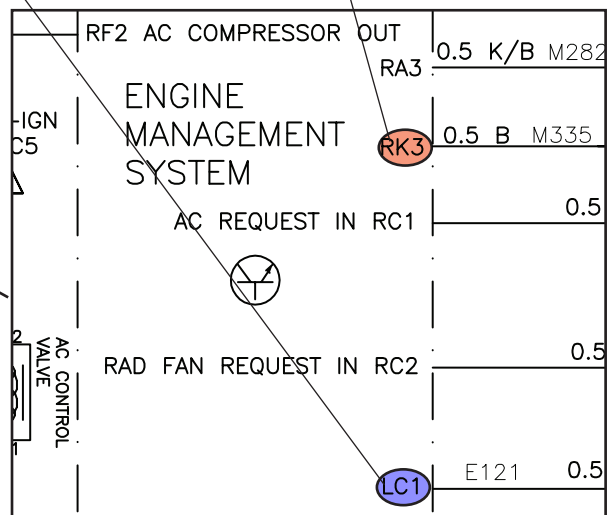 RF2 AC COMPRESSOR OUT
0.5 K/B M282
RA3
ENGINE
MANAGEMENT
SYSTEM
-IGN
C5
RK3
0.5 B M335
AC REQUEST IN RC1
0.5
2
AC CONTROL
VALVE
1
RAD FAN REQUEST IN RC2
0.5
LC1
E121 0.5